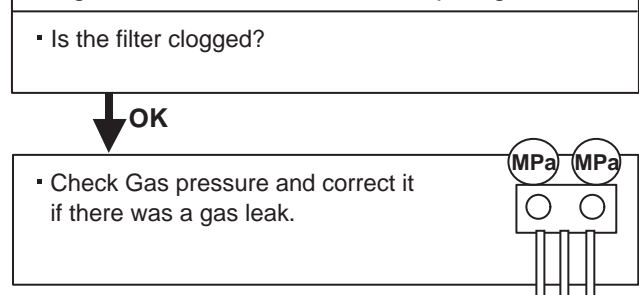 ▪ Is the filter clogged?
OK
▪ Check Gas pressure and correct it
if there was a gas leak.
MPa MPa